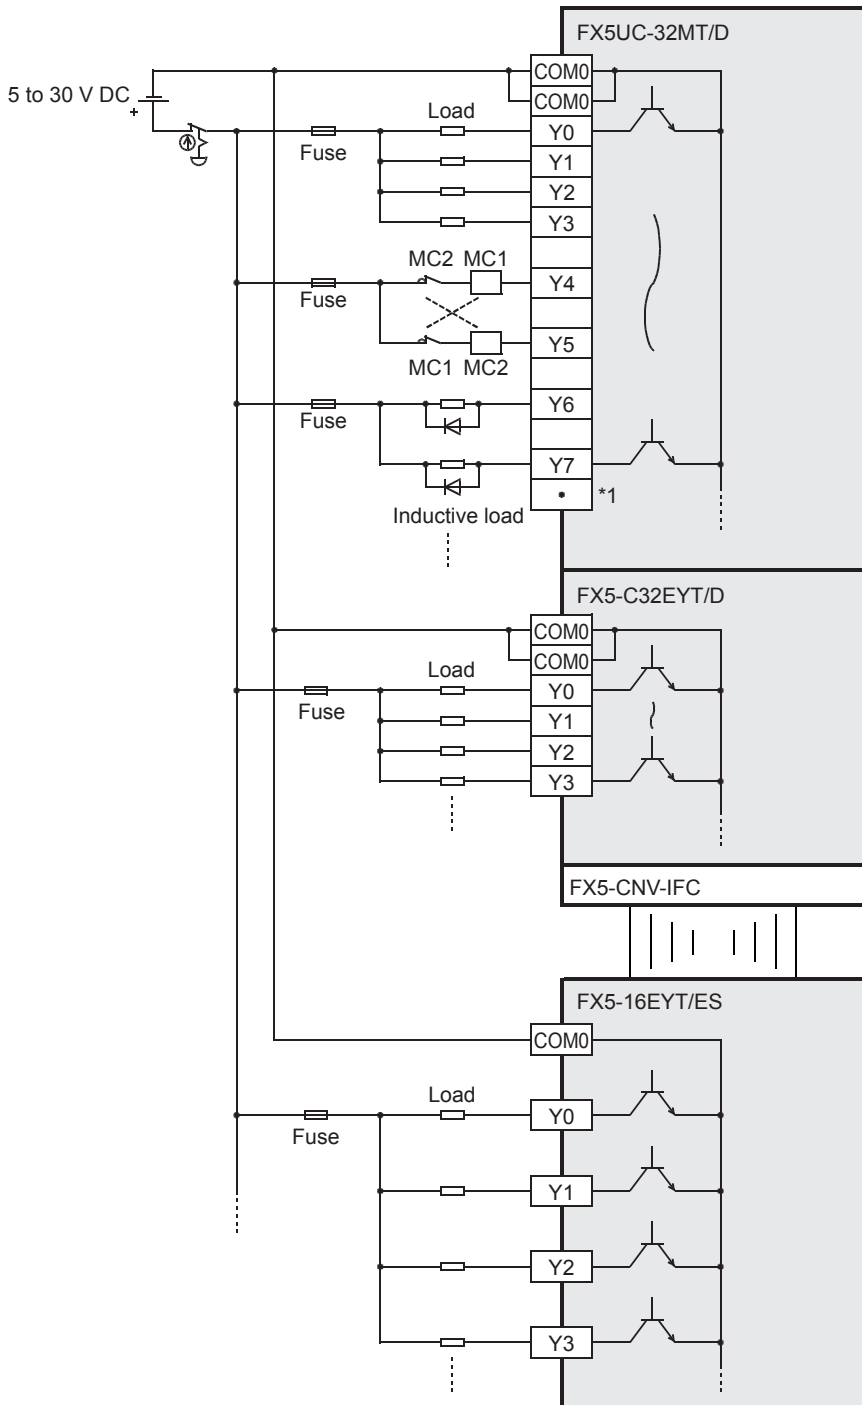 FX5UC-32MT/D
COM0
5 to 30 V DC
+
COM0
Load
Y0
Fuse
Y1
Y2
Y3
MC2 MC1
Y4
Fuse
Y5
MC1 MC2
Y6
Fuse
Y7
• *1
Inductive load
FX5-C32EYT/D
COM0
COM0
Load
Y0
Fuse
Y1
Y2
Y3
FX5-CNV-IFC
FX5-16EYT/ES
COM0
Load
Y0
Fuse
Y1
Y2
Y3